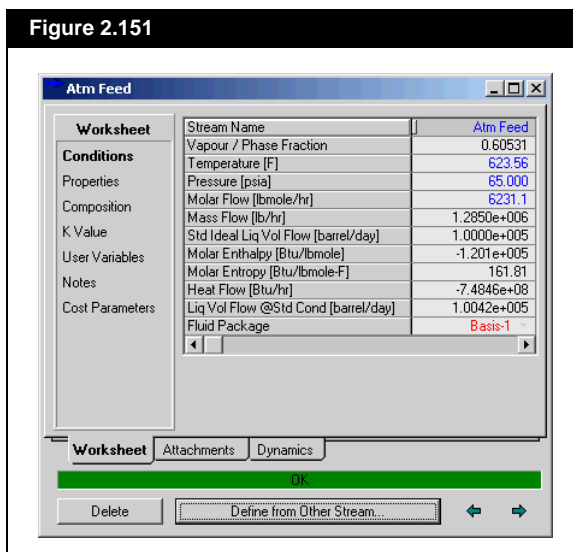 Figure 2.151
Atm Feed
Worksheet
Conditions
Properties
Composition
K Value
User Variables
Notes
Cost Parameters
Stream Name Atm Feed
Vapour / Phase Fraction 0.60531
Temperature [F] 623.56
Pressure [psia] 65.000
Molar Flow [lbmole/hr] 6231.1
Mass Flow [lb/hr] 1.2850e+006
Std Ideal Liq Vol Flow [barrel/day] 1.0000e+005
Molar Enthalpy [Btu/lbmole] -1.201e+005
Molar Entropy [Btu/lbmole-F] 161.81
Heat Flow [Btu/hr] -7.4846e+08
Liq Vol Flow @Std Cond [barrel/day] 1.0042e+005
Fluid Package Basis-1
Worksheet Attachments Dynamics
OK
Delete Define from Other Stream...